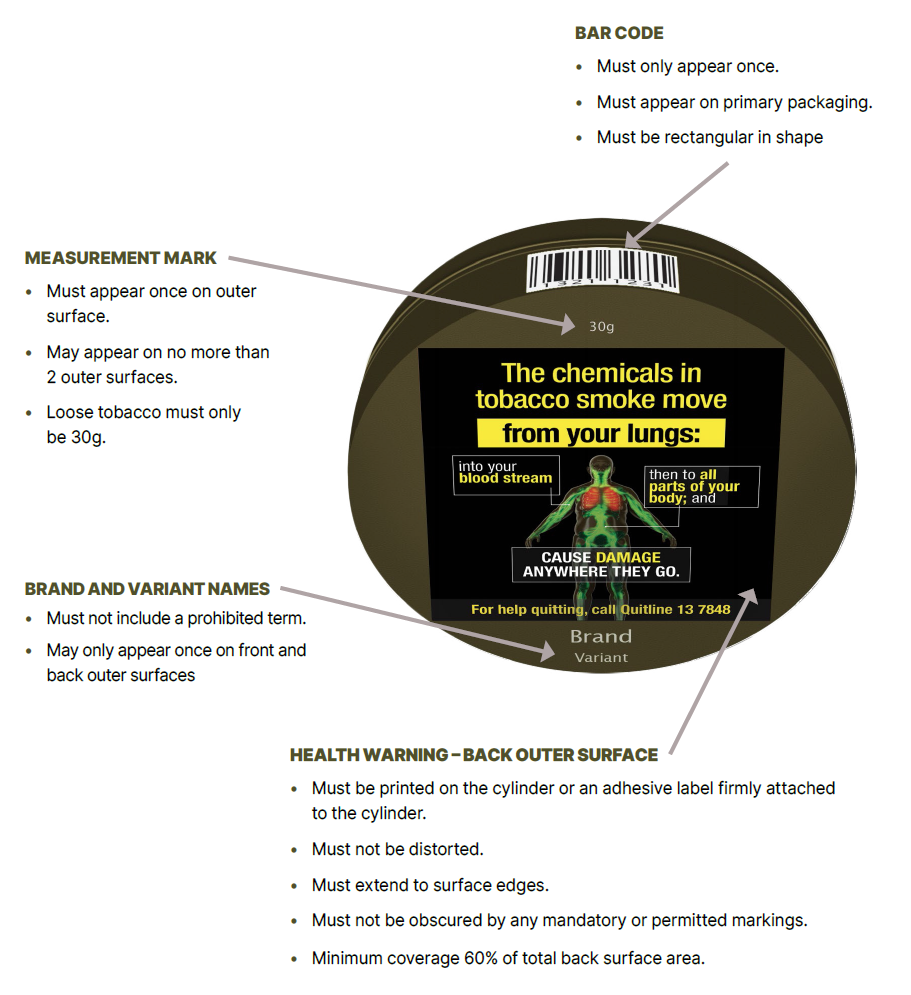 BAR CODE
• Must only appear once.
• Must appear on primary packaging.
• Must be rectangular in shape
MEASUREMENT MARK
• Must appear once on outer
surface.
• May appear on no more than
2 outer surfaces.
• Loose tobacco must only
be 30g.
30g
The chemicals in
tobacco smoke move
from your lungs:
into your
blood stream
then to all
parts of your
body; and
CAUSE DAMAGE
ANYWHERE THEY GO.
For help quitting, call Quitline 13 7848
Brand
Variant
BRAND AND VARIANT NAMES
• Must not include a prohibited term.
• May only appear once on front and
back outer surfaces
HEALTH WARNING – BACK OUTER SURFACE
• Must be printed on the cylinder or an adhesive label firmly attached
to the cylinder.
• Must not be distorted.
• Must extend to surface edges.
• Must not be obscured by any mandatory or permitted markings.
• Minimum coverage 60% of total back surface area.